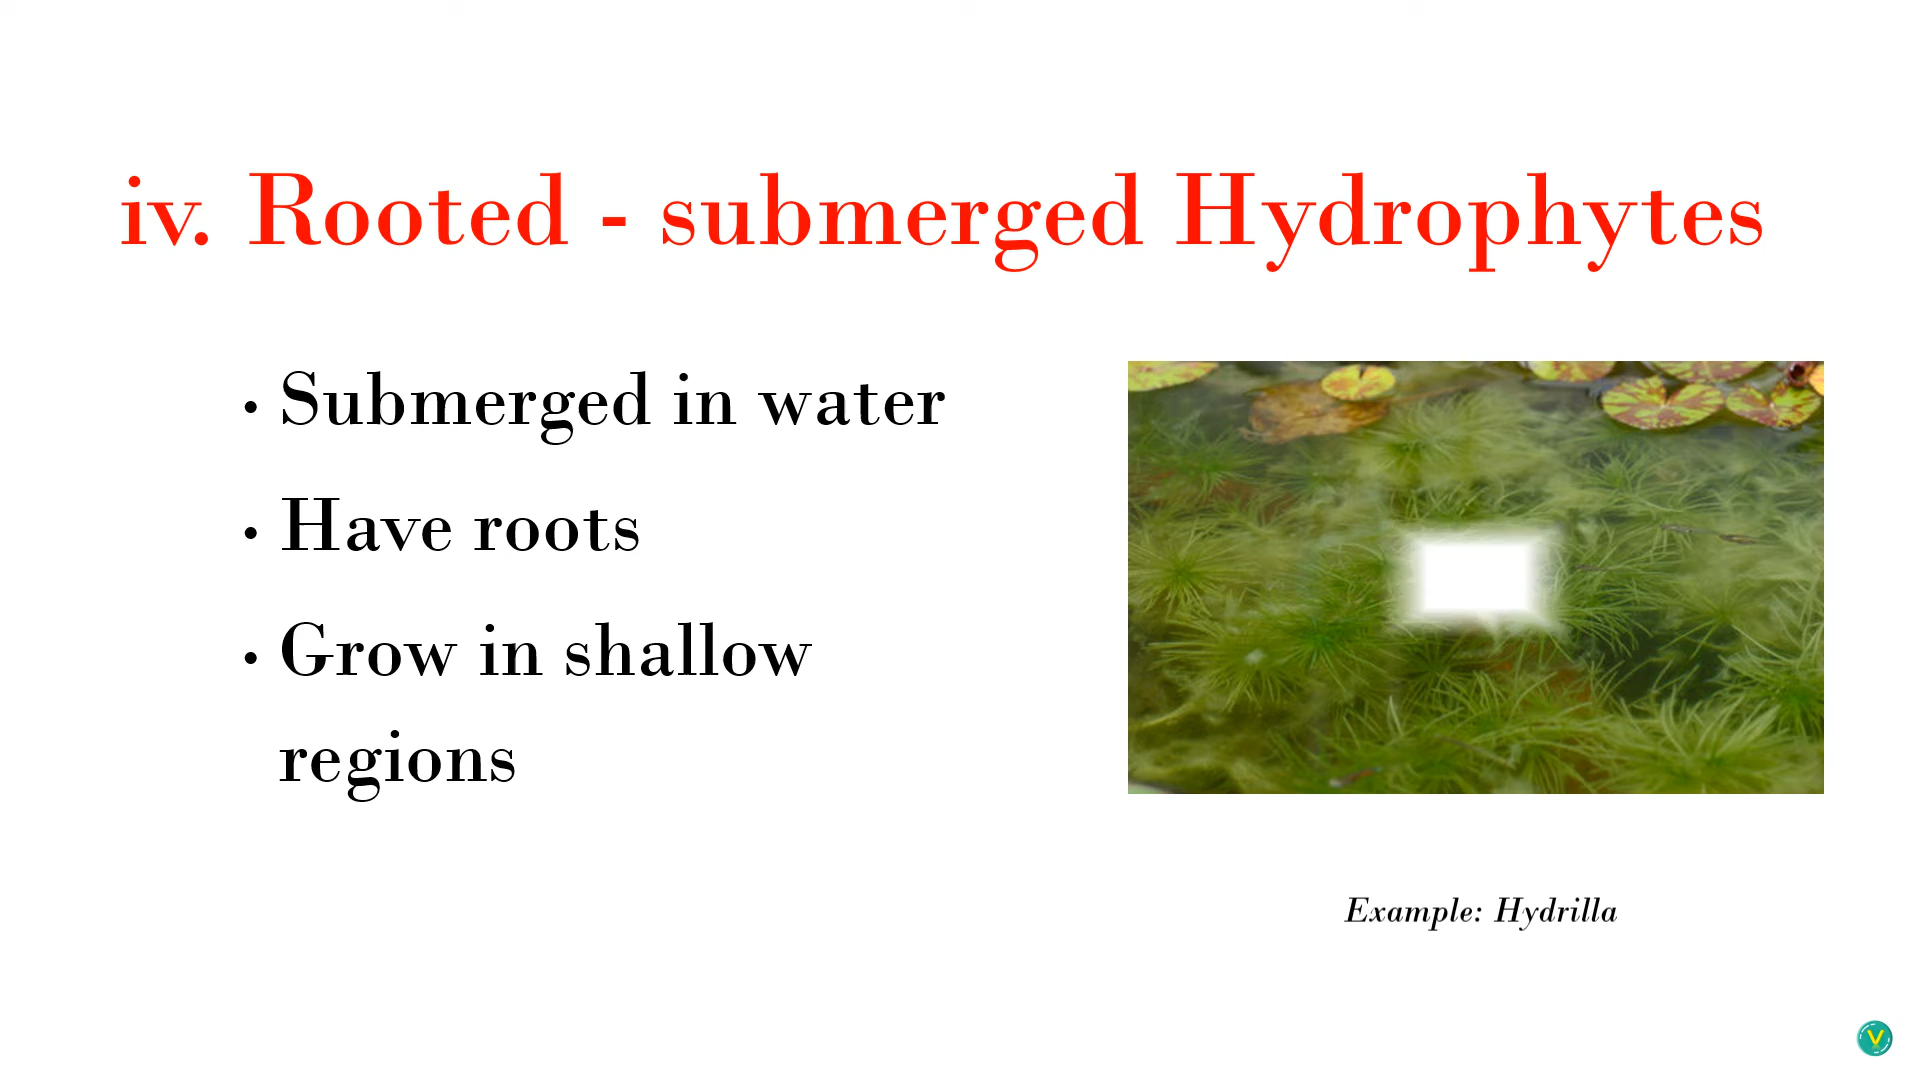 iv. Rooted - submerged Hydrophytes
• Submerged in water
• Have roots
• Grow in shallow
regions
Example: Hydrilla
V